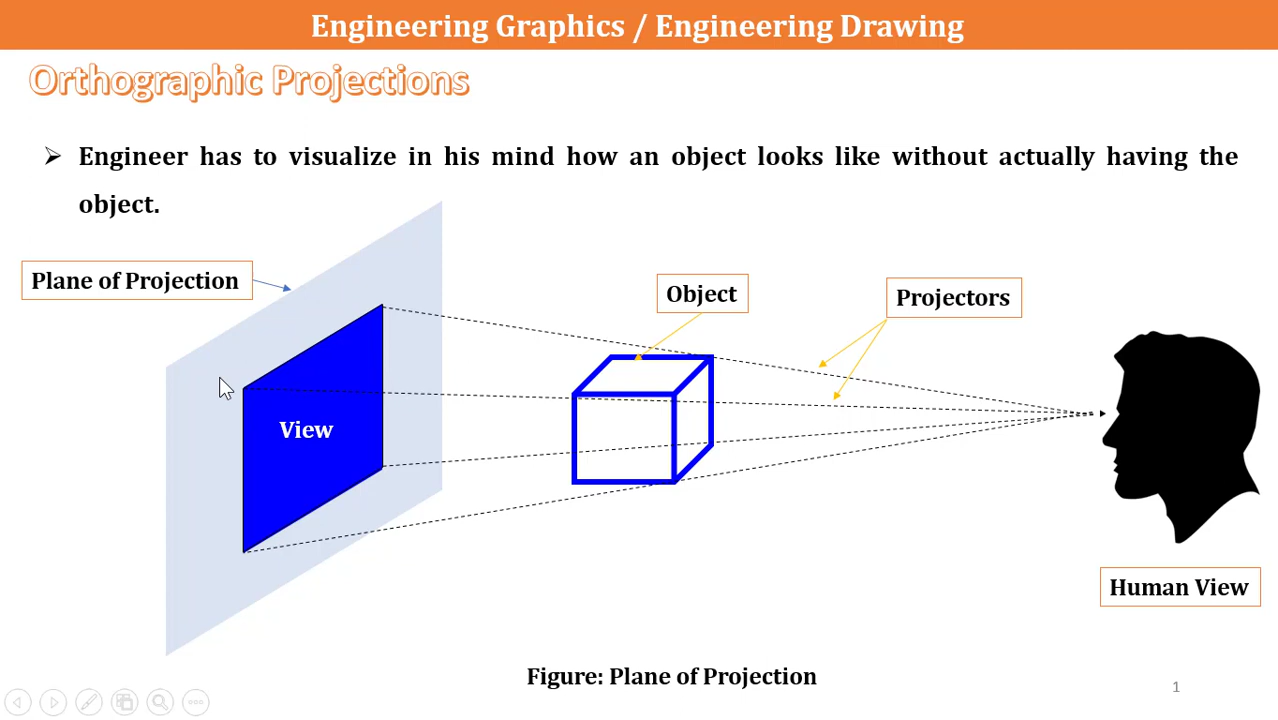 Engineering Graphics / Engineering Drawing
Orthographic Projections
Engineer has to visualize in his mind how an object looks like without actually having the
object.
Plane of Projection
Object
Projectors
View
Human View
Figure: Plane of Projection
1